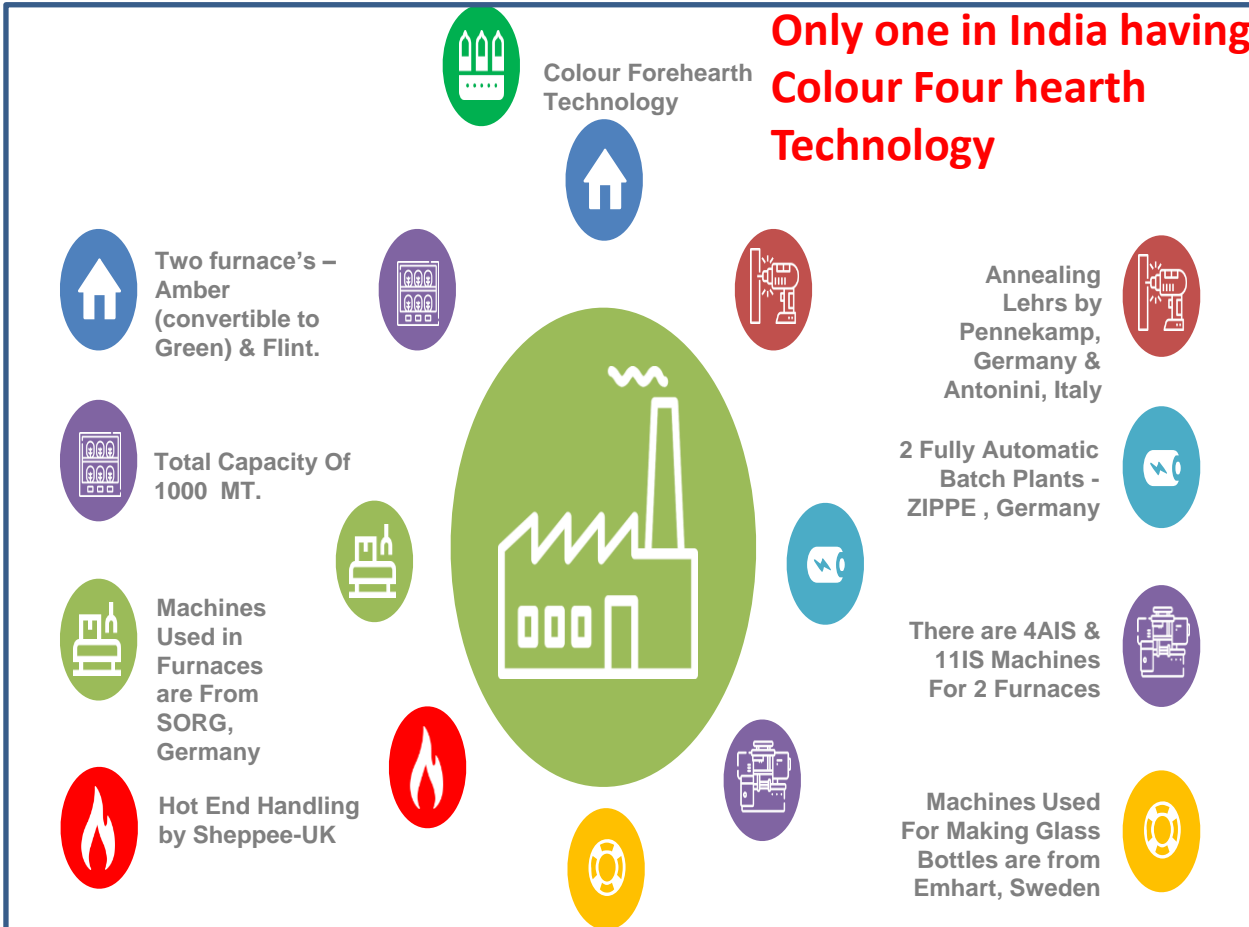 Only one in India having
Colour Four hearth
Technology
Colour Forehearth
Technology
Two furnace's –
Amber
(convertible to
Green) & Flint.
Total Capacity Of
1000  MT.
Machines
Used in
Furnaces
are From
SORG,
Germany
Hot End Handling
by Sheppee-UK
Annealing
Lehrs by
Pennekamp,
Germany &
Antonini, Italy
2 Fully Automatic
Batch Plants -
ZIPPE , Germany
There are 4AIS &
11IS Machines
For 2 Furnaces
Machines Used
For Making Glass
Bottles are from
Emhart, Sweden